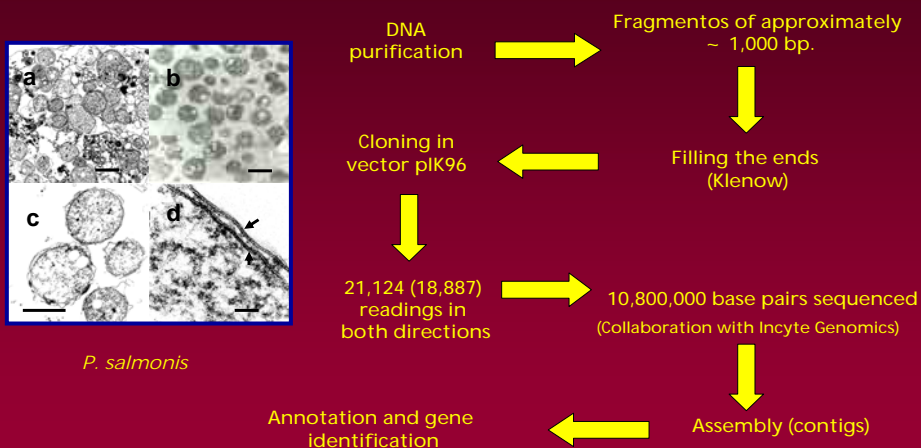 a
b
c
d
P. salmonis
DNA
purification
Fragmentos of approximately
~ 1,000 bp.
Filling the ends
(Klenow)
Cloning in
vector pIK96
21,124 (18,887)
readings in
both directions
10,800,000 base pairs sequenced
(Collaboration with Incyte Genomics)
Assembly (contigs)
Annotation and gene
identification